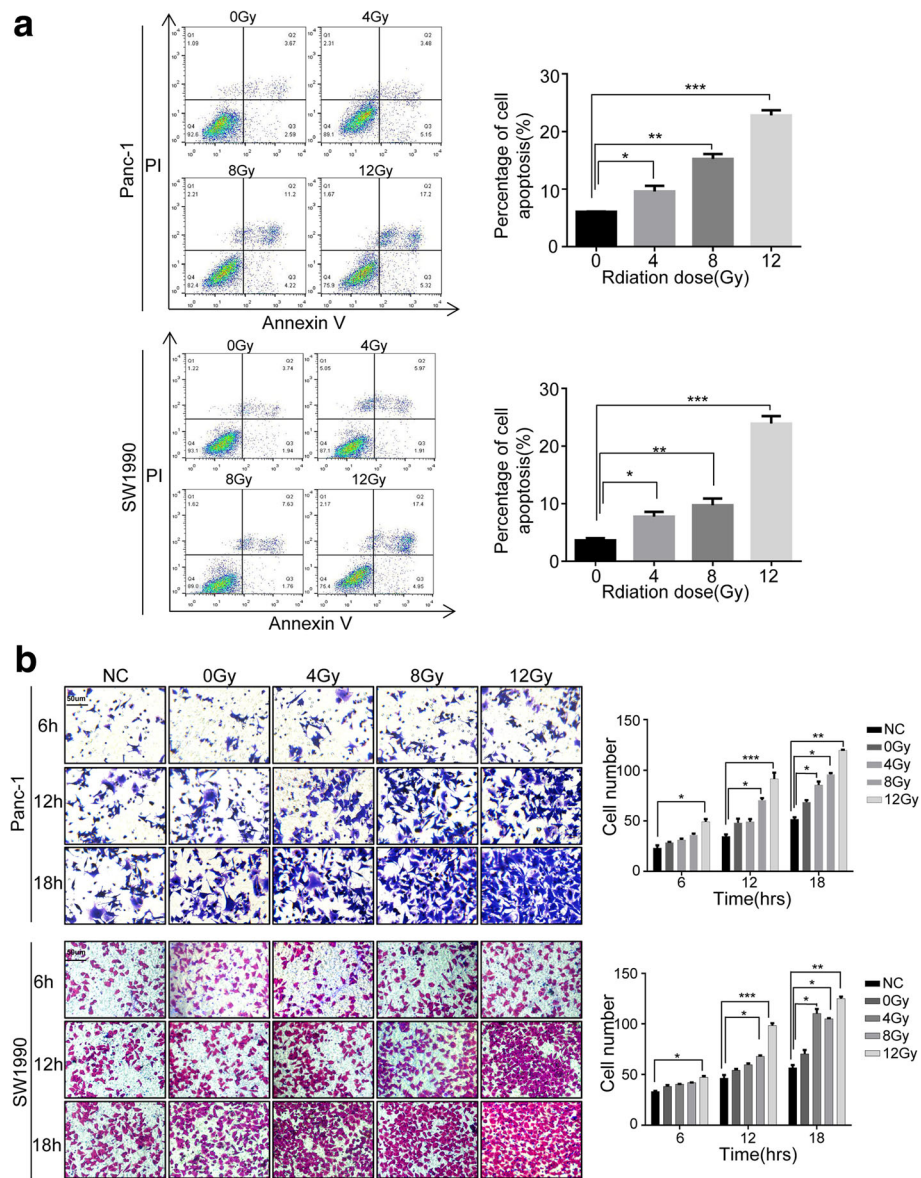 a
0Gy
4Gy
Q1
1.09
Q2
3.67
Q4
92.6
Q3
2.59
Q1
2.31
Q2
3.48
Q4
89.1
Q3
5.15
8Gy
12Gy
Q1
2.21
Q2
11.2
Q4
82.4
Q3
4.22
Q1
1.67
Q2
17.2
Q4
75.9
Q3
5.32
Panc-1
PI
Annexin V
Percentage of cell
apoptosis(%)
30
20
10
0
*
**
***
0 4 8 12
Rdiation dose(Gy)
0Gy
4Gy
Q1
1.22
Q2
3.74
Q4
93.1
Q3
1.94
Q1
5.05
Q2
5.97
Q4
87.1
Q3
1.91
8Gy
12Gy
Q1
1.62
Q2
7.63
Q4
89.0
Q3
1.76
Q1
2.17
Q2
17.4
Q4
76.4
Q3
SW1990
PI
Annexin V
Percentage of cell
apoptosis(%)
30
20
10
0
*
**
***
0 4 8 12
Rdiation dose(Gy)
b
NC 0Gy 4Gy 8Gy 12Gy
50um
6h
12h
18h
Panc-1
Cell number
150
100
50
0
NC
0Gy
4Gy
8Gy
12Gy
*
*
***
*
*
**
6 12 18
Time(hrs)
50um
6h
12h
18h
SW1990
Cell number
150
100
50
0
NC
0Gy
4Gy
8Gy
12Gy
*
*
***
*
*
**
6 12 18
Time(hrs)